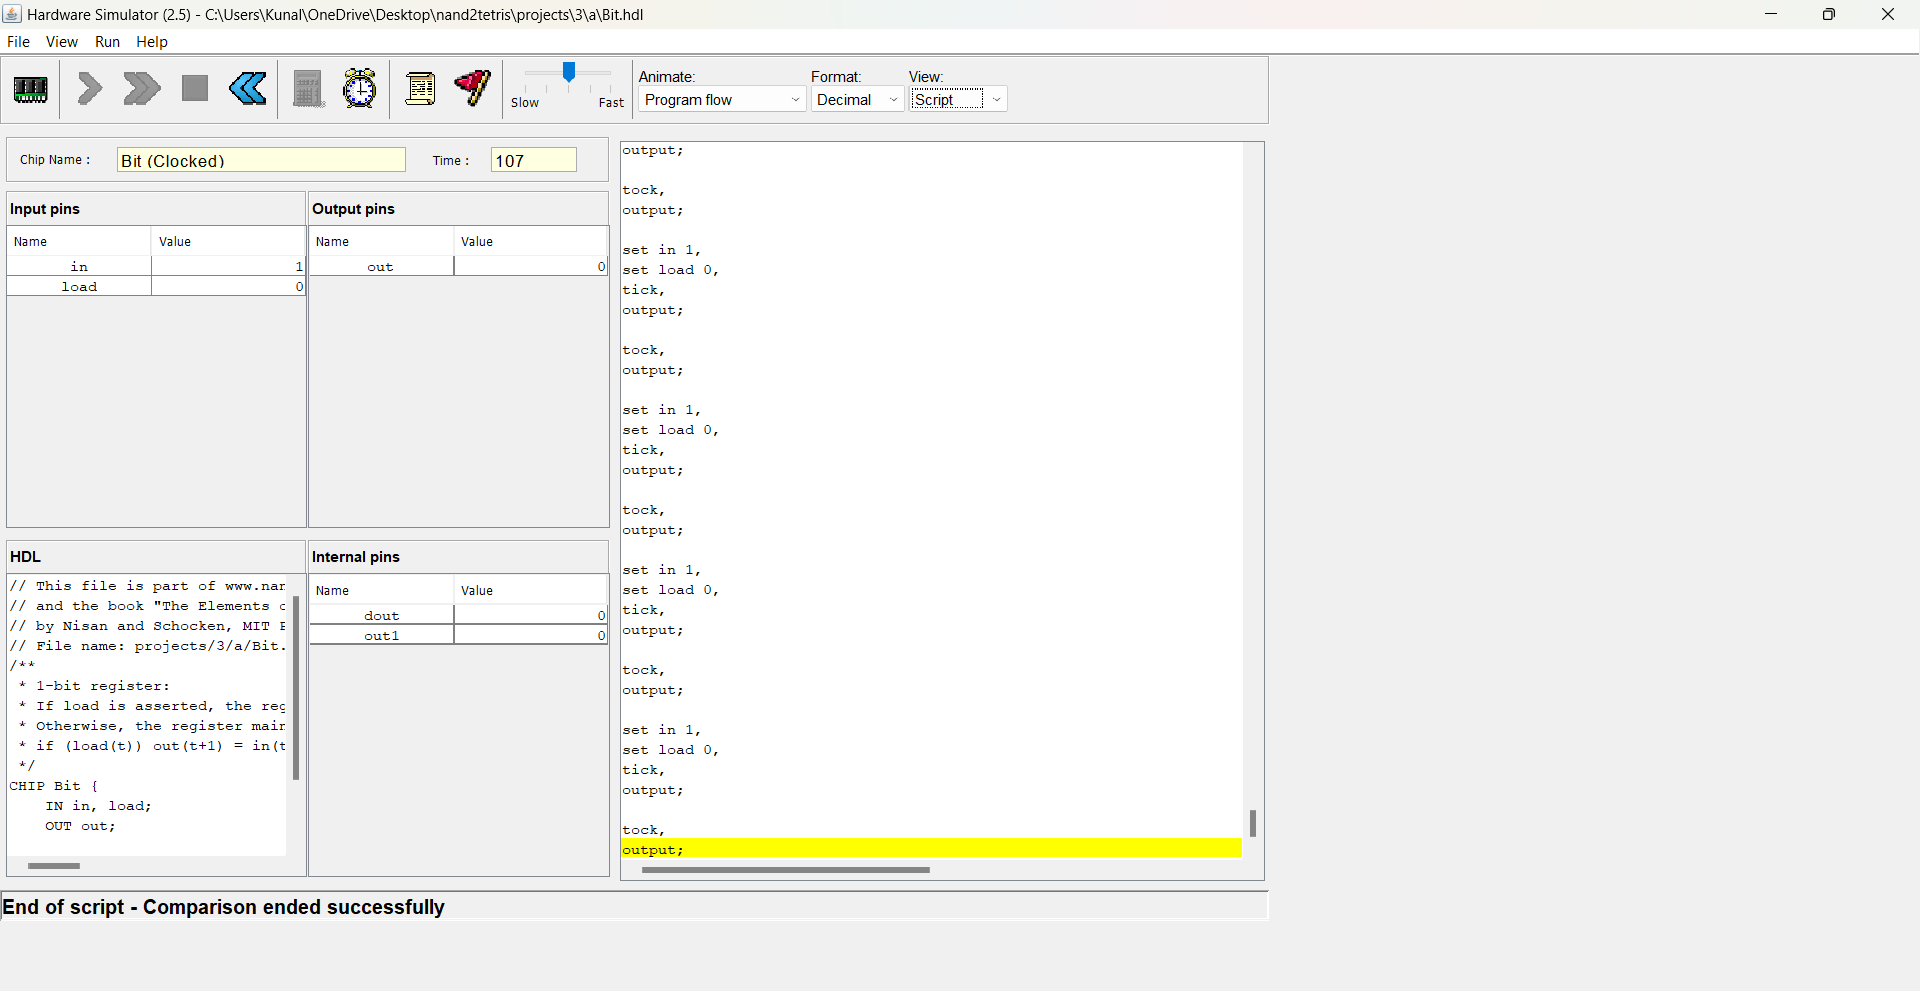 Hardware Simulator (2.5) - C:\Users\Kunal\OneDrive\Desktop\nand2tetris\projects\3\a\Bit.hdl
File View Run Help
Slow Fast
Animate: Format: View:
Program flow Decimal Script
Chip Name : Bit (Clocked) Time : 107
Input pins
Name Value
in 1
load 0
Output pins
Name Value
out 0
HDL
// This file is part of www.nan
// and the book "The Elements o
// by Nisan and Schocken, MIT P
// File name: projects/3/a/Bit.
/**
* 1-bit register:
* If load is asserted, the reg
* Otherwise, the register main
* if (load(t)) out(t+1) = in(t
*/
CHIP Bit {
IN in, load;
OUT out;
Internal pins
Name Value
dout 0
out1 0
output;
tock,
output;
set in 1,
set load 0,
tick,
output;
tock,
output;
set in 1,
set load 0,
tick,
output;
tock,
output;
set in 1,
set load 0,
tick,
output;
tock,
output;
set in 1,
set load 0,
tick,
output;
tock,
output;
End of script - Comparison ended successfully